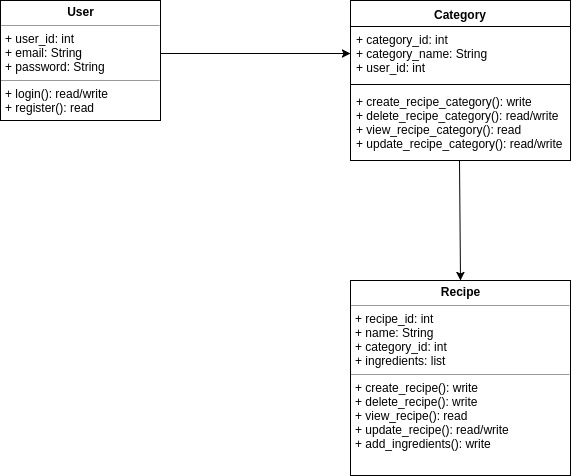 User
+ user_id: int
+ email: String
+ password: String
+ login(): read/write
+ register(): read
Category
+ category_id: int
+ category_name: String
+ user_id: int
+ create_recipe_category(): write
+ delete_recipe_category(): read/write
+ view_recipe_category(): read
+ update_recipe_category(): read/write
Recipe
+ recipe_id: int
+ name: String
+ category_id: int
+ ingredients: list
+ create_recipe(): write
+ delete_recipe(): write
+ view_recipe(): read
+ update_recipe(): read/write
+ add_ingredients(): write